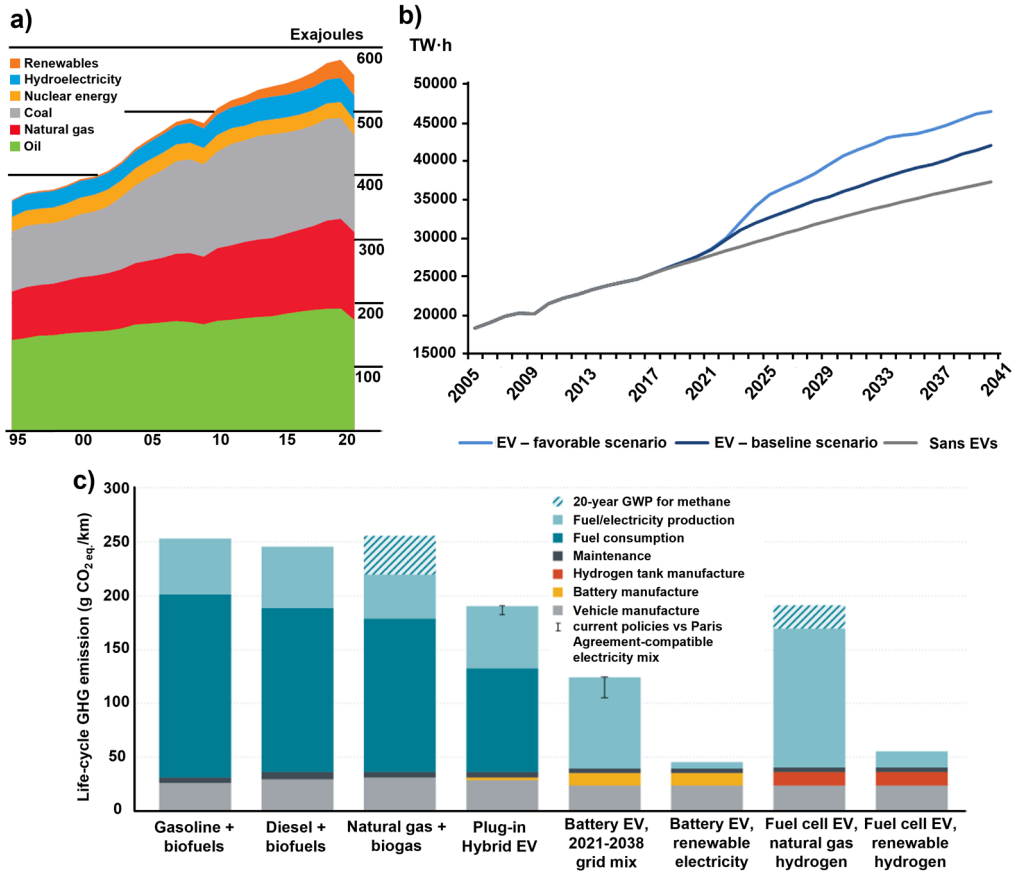 a)
Exajoules
600
Renewables
Hydroelectricity
Nuclear energy
Coal
Natural gas
Oil
500
400
300
200
100
95 00 05 10 15 20
b)
TW·h
50000
45000
40000
35000
30000
25000
20000
15000
2005 2009 2013 2017 2021 2025 2029 2033 2037 2041
EV – favorable scenario EV – baseline scenario Sans EVs
c)
Life-cycle GHG emission (g CO2 eq./km)
300
250
200
150
100
50
0
20-year GWP for methane
Fuel/electricity production
Fuel consumption
Maintenance
Hydrogen tank manufacture
Battery manufacture
Vehicle manufacture
current policies vs Paris
Agreement-compatible
electricity mix
Gasoline +
biofuels
Diesel +
biofuels
Natural gas +
biogas
Plug-in
Hybrid EV
Battery EV,
2021-2038
grid mix
Battery EV,
renewable
electricity
Fuel cell EV,
natural gas
hydrogen
Fuel cell EV,
renewable
hydrogen